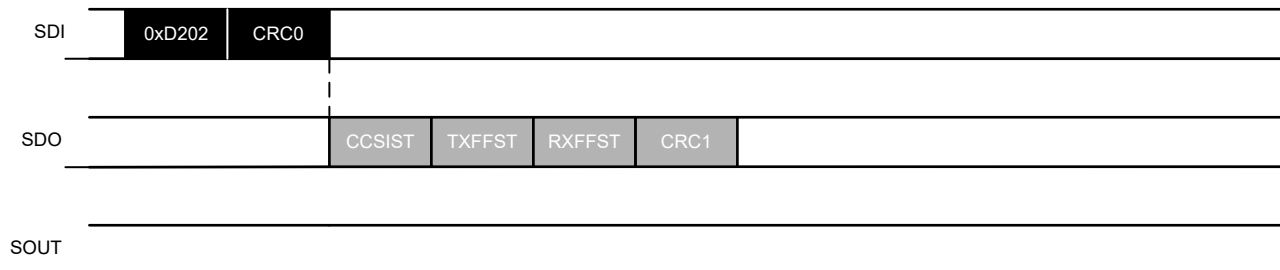 SDI 0xD202 CRC0
SDO CCSIST TXFFST RXFFST CRC1
SOUT